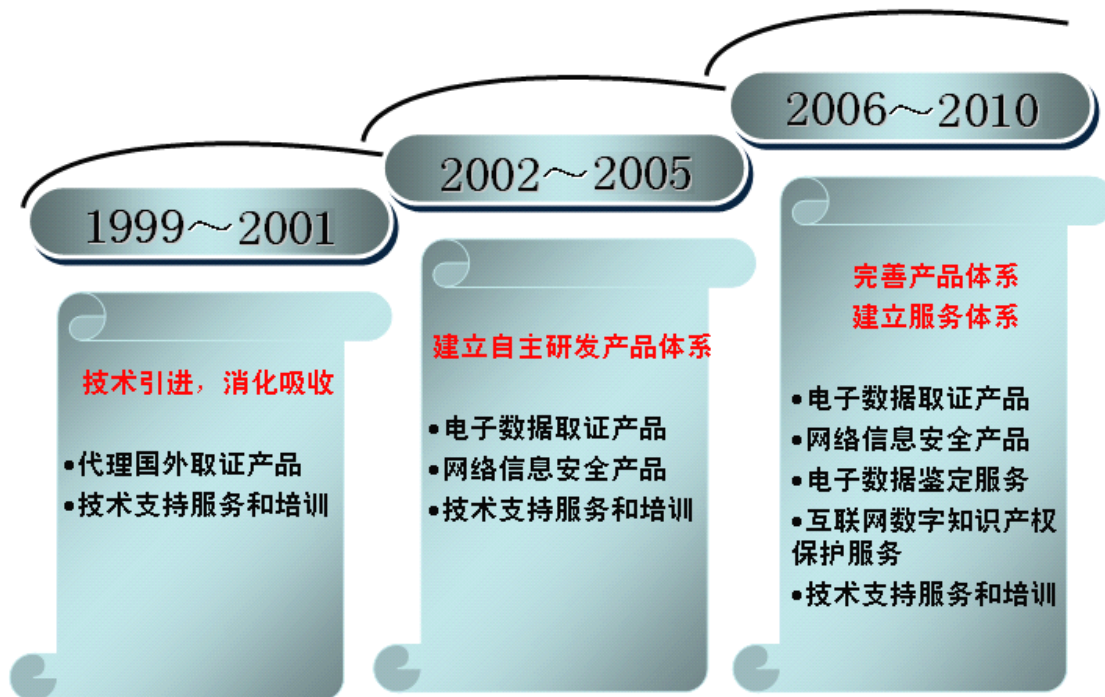 1999～2001
技术引进，消化吸收
•代理国外取证产品
•技术支持服务和培训
2002～2005
建立自主研发产品体系
•电子数据取证产品
•网络信息安全产品
•技术支持服务和培训
2006～2010
完善产品体系
建立服务体系
•电子数据取证产品
•网络信息安全产品
•电子数据鉴定服务
•互联网数字知识产权
保护服务
•技术支持服务和培训